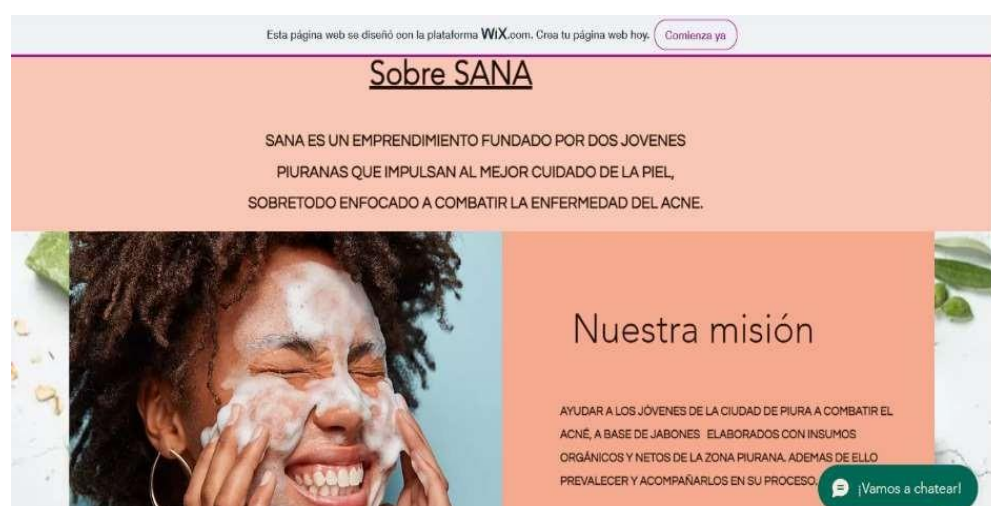 Esta página web se diseñó con la plataforma WiX.com. Crea tu página web hoy. Comienza ya
Sobre SANA
SANA ES UN EMPRENDIMIENTO FUNDADO POR DOS JOVENES
PIURANAS QUE IMPULSAN AL MEJOR CUIDADO DE LA PIEL,
SOBRETODO ENFOCADO A COMBATIR LA ENFERMEDAD DEL ACNE.
Nuestra misión
AYUDAR A LOS JÓVENES DE LA CIUDAD DE PIURA A COMBATIR EL
ACNÉ, A BASE DE JABONES ELABORADOS CON INSUMOS
ORGÁNICOS Y NETOS DE LA ZONA PIURANA. ADEMAS DE ELLO
PREVALECER Y ACOMPAÑARLOS EN SU PROCESO.
¡Vamos a chatear!